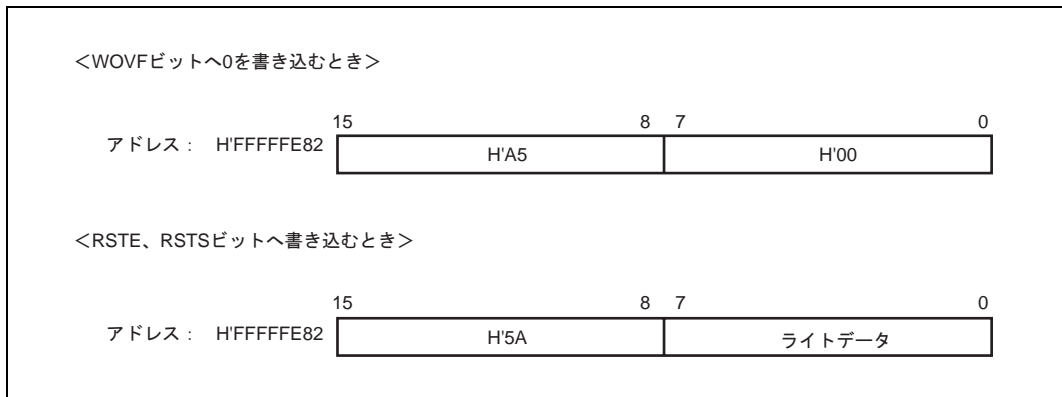 ＜WOVFビットへ0を書き込むとき＞
15 8 7 0
アドレス： H'FFFFFE82 H'A5 H'00
＜RSTE、RSTSビットへ書き込むとき＞
15 8 7 0
アドレス： H'FFFFFE82 H'5A ライトデータ